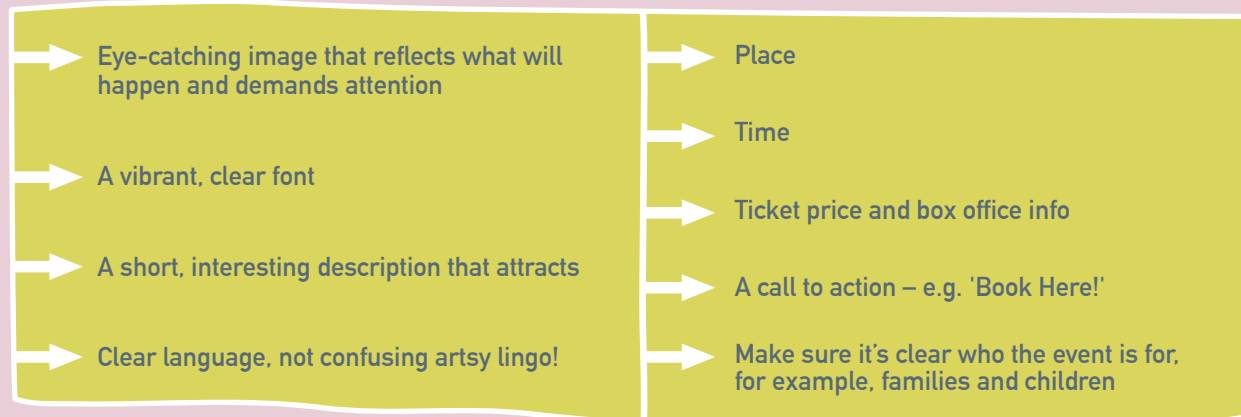 Eye-catching image that reflects what will
happen and demands attention
A vibrant, clear font
A short, interesting description that attracts
Clear language, not confusing artsy lingo!
Place
Time
Ticket price and box office info
A call to action – e.g. 'Book Here!'
Make sure it's clear who the event is for,
for example, families and children